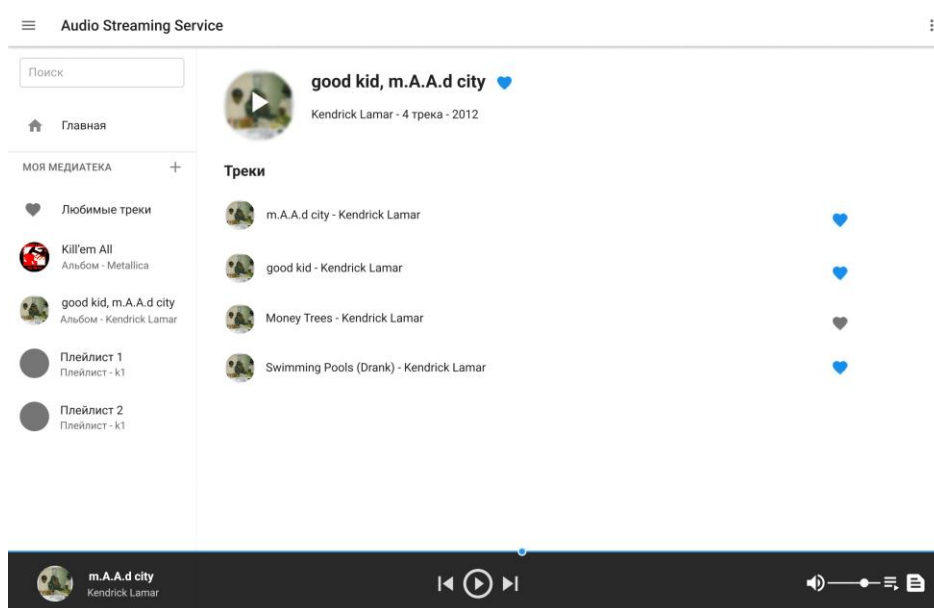 Audio Streaming Service
Поиск
Главная
МОЯ МЕДИАТЕКА
Любимые треки
Kill'em All
Альбом - Metallica
good kid, m.A.A.d city
Альбом - Kendrick Lamar
Плейлист 1
Плейлист - k1
Плейлист 2
Плейлист - k1
good kid, m.A.A.d city
Kendrick Lamar - 4 трека - 2012
Треки
m.A.A.d city - Kendrick Lamar
good kid - Kendrick Lamar
Money Trees - Kendrick Lamar
Swimming Pools (Drank) - Kendrick Lamar
m.A.A.d city
Kendrick Lamar